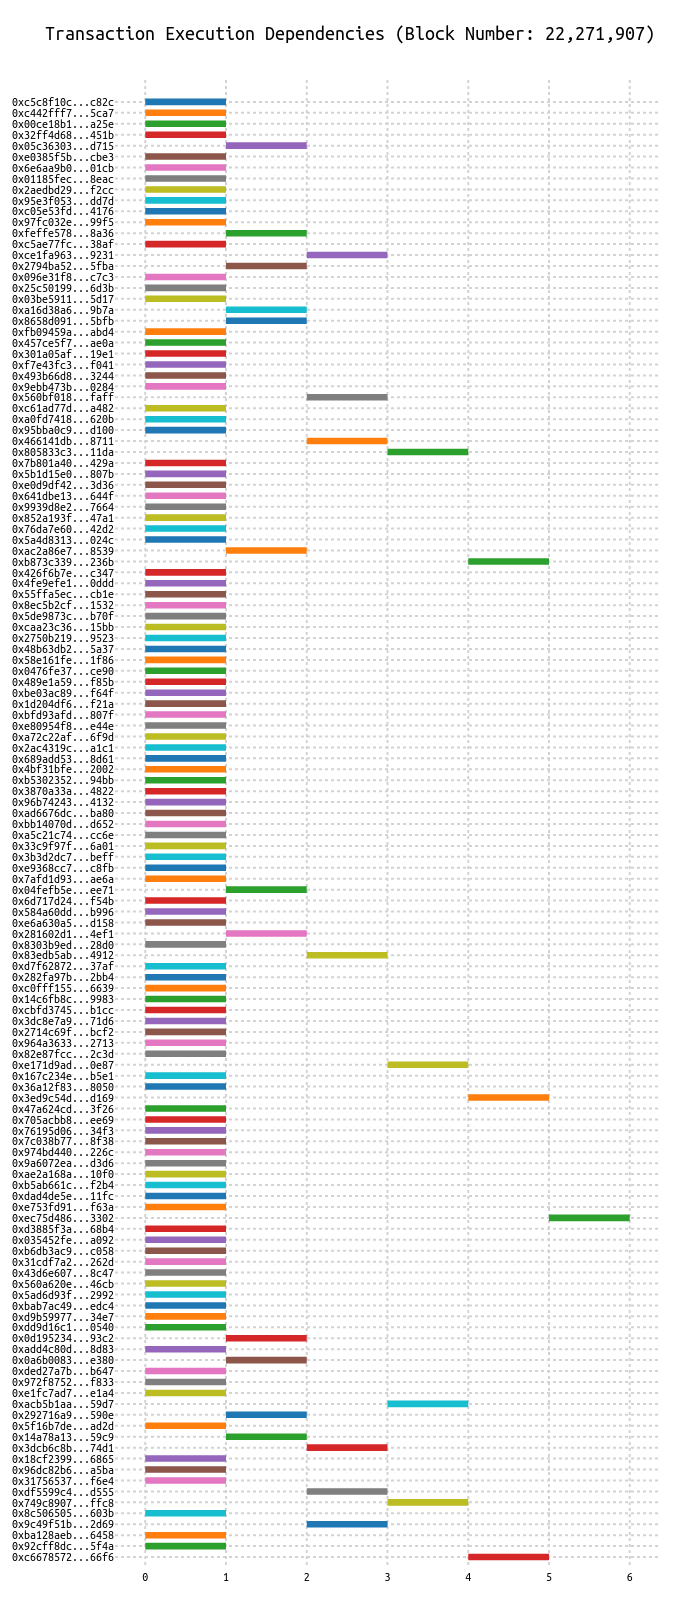 Transaction Execution Dependencies (Block Number: 22,271,907)
0xc5c8f10c...c82c
0xc442fff7...5ca7
0x00ce18b1...a25e
0x32ff4d68...451b
0x05c36303...d715
0xe0385f5b...cbe3
0x6e6aa9b0...01cb
0x01185fec...8eac
0x2aedbd29...f2cc
0x95e3f053...dd7d
0xc05e53fd...4176
0x97fc032e...99f5
0xfeffe578...8a36
0xc5ae77fc...38af
0xce1fa963...9231
0x2794ba52...5fba
0x096e31f8...c7c3
0x25c50199...6d3b
0x03be5911...5d17
0xa16d38a6...9b7a
0x8658d091...5bfb
0xfb09459a...abd4
0x457ce5f7...ae0a
0x301a05af...19e1
0xf7e43fc3...f041
0x493b66d8...3244
0x9ebb473b...0284
0x560bf018...faff
0xc61ad77d...a482
0xa0fd7418...620b
0x95bba0c9...d100
0x466141db...8711
0x805833c3...11da
0x7b801a40...429a
0x5b1d15e0...807b
0xe0d9df42...3d36
0x641dbe13...644f
0x9939d8e2...7664
0x852a193f...47a1
0x76da7e60...42d2
0x5a4d8313...024c
0xac2a86e7...8539
0xb873c339...236b
0x426f6b7e...c347
0x4fe9efe1...0ddd
0x55ffa5ec...cb1e
0x8ec5b2cf...1532
0x5de9873c...b70f
0xcaa23c36...15bb
0x2750b219...9523
0x48b63db2...5a37
0x58e161fe...1f86
0x0476fe37...ce90
0x489e1a59...f85b
0xbe03ac89...f64f
0x1d204df6...f21a
0xbfd93afd...807f
0xe80954f8...e44e
0xa72c22af...6f9d
0x2ac4319c...a1c1
0x689add53...8d61
0x4bf31bfe...2002
0xb5302352...94bb
0x3870a33a...4822
0x96b74243...4132
0xad6676dc...ba80
0xbb14070d...d652
0xa5c21c74...cc6e
0x33c9f97f...6a01
0x3b3d2dc7...beff
0xe9368cc7...c8fb
0x7afd1d93...ae6a
0x04fefb5e...ee71
0x6d717d24...f54b
0x584a60dd...b996
0xe6a630a5...d158
0x281602d1...4ef1
0x8303b9ed...28d0
0x83edb5ab...4912
0xd7f62872...37af
0x282fa97b...2bb4
0xc0fff155...6639
0x14c6fb8c...9983
0xcbfd3745...b1cc
0x3dc8e7a9...71d6
0x2714c69f...bcf2
0x964a3633...2713
0x82e87fcc...2c3d
0xe171d9ad...0e87
0x167c234e...b5e1
0x36a12f83...8050
0x3ed9c54d...d169
0x47a624cd...3f26
0x705acbb8...ee69
0x76195d06...34f3
0x7c038b77...8f38
0x974bd440...226c
0x9a6072ea...d3d6
0xae2a168a...10f0
0xb5ab661c...f2b4
0xdad4de5e...11fc
0xe753fd91...f63a
0xec75d486...3302
0xd3885f3a...68b4
0x035452fe...a092
0xb6db3ac9...c058
0x31cdf7a2...262d
0x43d6e607...8c47
0x560a620e...46cb
0x5ad6d93f...2992
0xbab7ac49...edc4
0xd9b59977...34e7
0xdd9d16c1...0540
0x0d195234...93c2
0xadd4c80d...8d83
0x0a6b0083...e380
0xded27a7b...b647
0x972f8752...f833
0xe1fc7ad7...e1a4
0xacb5b1aa...59d7
0x292716a9...590e
0x5f16b7de...ad2d
0x14a78a13...59c9
0x3dcb6c8b...74d1
0x18cf2399...6865
0x96dc82b6...a5ba
0x31756537...f6e4
0xdf5599c4...d555
0x749c8907...ffc8
0x8c506505...603b
0x9c49f51b...2d69
0xba128aeb...6458
0x92cff8dc...5f4a
0xc6678572...66f6
0 1 2 3 4 5 6